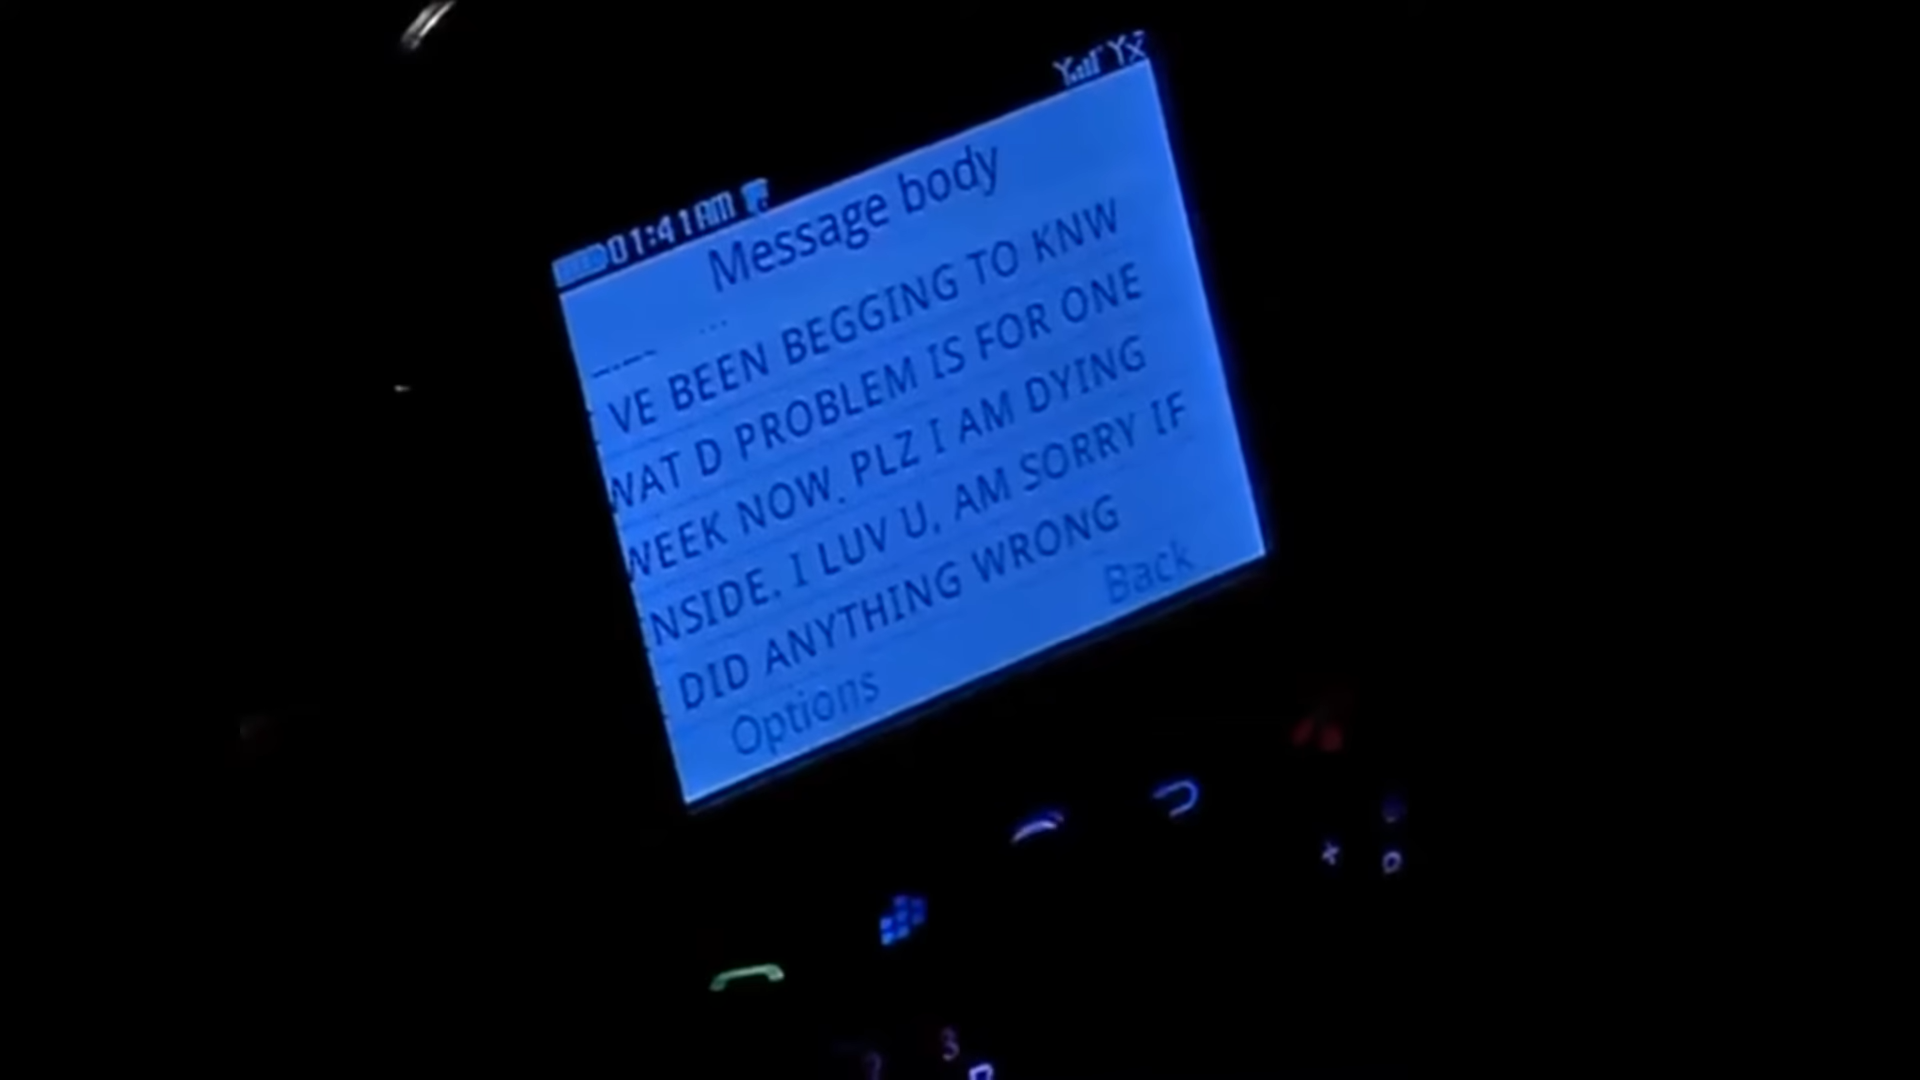 01:41AM
Message body
VE BEEN BEGGING TO KNW
WAT D PROBLEM IS FOR ONE
WEEK NOW. PLZ I AM DYING
NSIDE. I LUV U. AM SORRY IF
DID ANYTHING WRONG
Options Back
3